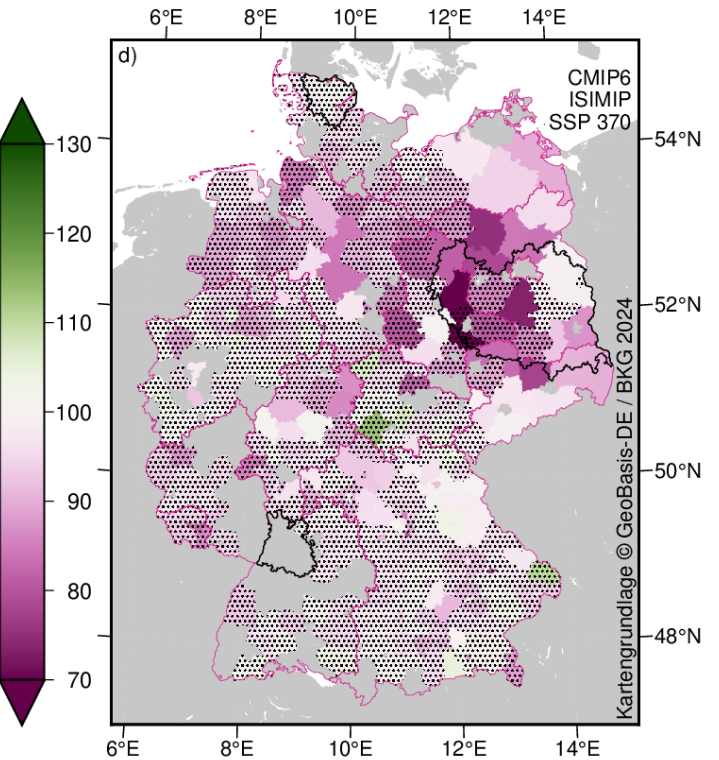 6°E 8°E 10°E 12°E 14°E
d)
CMIP6
ISIMIP
SSP 370
130
120
110
100
90
80
70
54°N
52°N
50°N
48°N
Kartengrundlage © GeoBasis-DE / BKG 2024
6°E 8°E 10°E 12°E 14°E